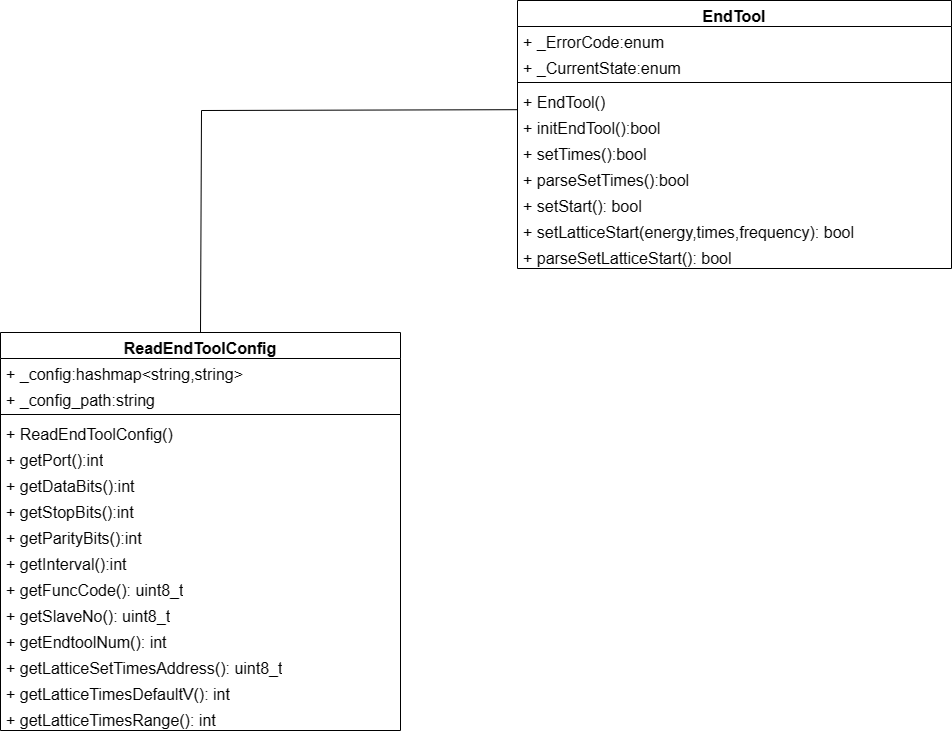 EndTool
+ _ErrorCode:enum
+ _CurrentState:enum
+ EndTool()
+ initEndTool():bool
+ setTimes():bool
+ parseSetTimes():bool
+ setStart(): bool
+ setLatticeStart(energy,times,frequency): bool
+ parseSetLatticeStart(): bool
ReadEndToolConfig
+ _config:hashmap<string,string>
+ _config_path:string
+ ReadEndToolConfig()
+ getPort():int
+ getDataBits():int
+ getStopBits():int
+ getParityBits():int
+ getInterval():int
+ getFuncCode(): uint8_t
+ getSlaveNo(): uint8_t
+ getEndtoolNum(): int
+ getLatticeSetTimesAddress(): uint8_t
+ getLatticeTimesDefaultV(): int
+ getLatticeTimesRange(): int